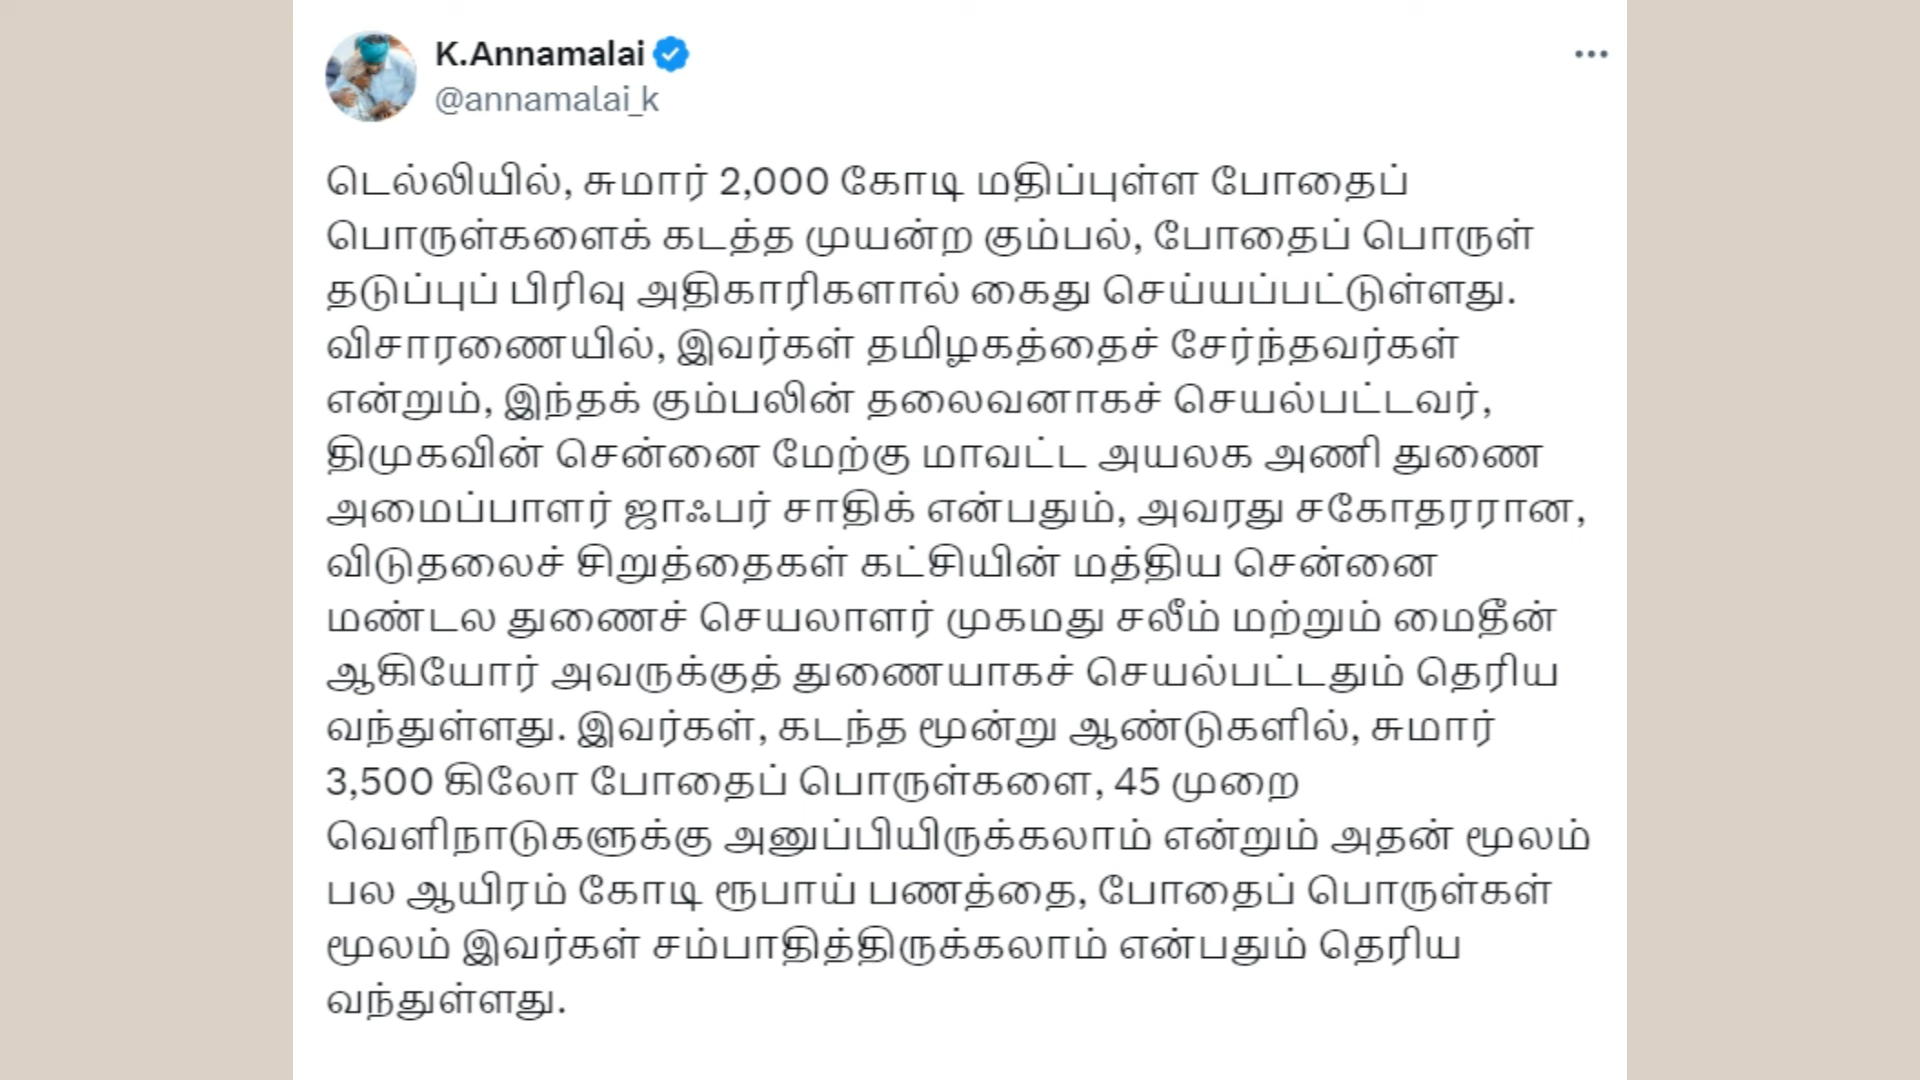 K.Annamalai
@annamalai_k
டெல்லியில், சுமார் 2,000 கோடி மதிப்புள்ள போதைப்
பொருள்களைக் கடத்த முயன்ற கும்பல், போதைப் பொருள்
தடுப்புப் பிரிவு அதிகாரிகளால் கைது செய்யப்பட்டுள்ளது.
விசாரணையில், இவர்கள் தமிழகத்தைச் சேர்ந்தவர்கள்
என்றும், இந்தக் கும்பலின் தலைவனாகச் செயல்பட்டவர்,
திமுகவின் சென்னை மேற்கு மாவட்ட அயலக அணி துணை
அமைப்பாளர் ஜாஃபர் சாதிக் என்பதும், அவரது சகோதரரான,
விடுதலைச் சிறுத்தைகள் கட்சியின் மத்திய சென்னை
மண்டல துணைச் செயலாளர் முகமது சலீம் மற்றும் மைதீன்
ஆகியோர் அவருக்குத் துணையாகச் செயல்பட்டதும் தெரிய
வந்துள்ளது. இவர்கள், கடந்த மூன்று ஆண்டுகளில், சுமார்
3,500 கிலோ போதைப் பொருள்களை, 45 முறை
வெளிநாடுகளுக்கு அனுப்பியிருக்கலாம் என்றும் அதன் மூலம்
பல ஆயிரம் கோடி ரூபாய் பணத்தை, போதைப் பொருள்கள்
மூலம் இவர்கள் சம்பாதித்திருக்கலாம் என்பதும் தெரிய
வந்துள்ளது.